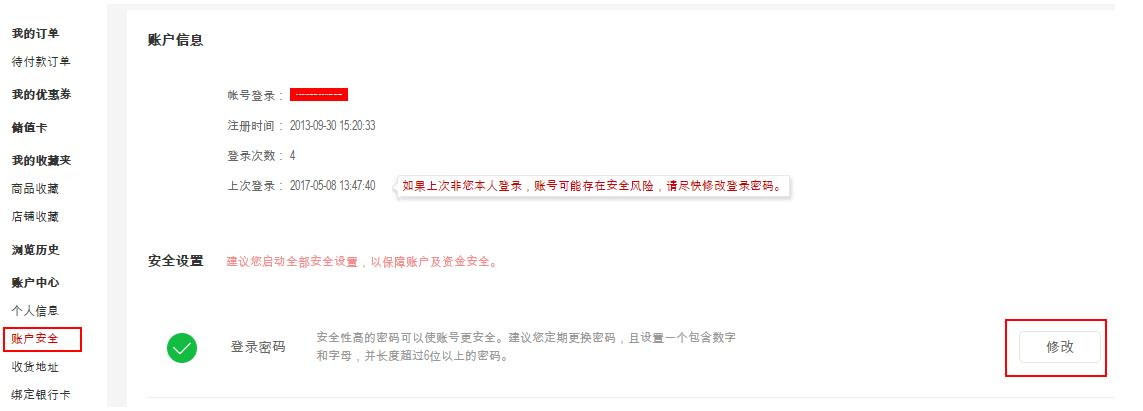 我的订单
待付款订单
我的优惠券
储值卡
我的收藏夹
商品收藏
店铺收藏
浏览历史
账户中心
个人信息
账户安全
收货地址
绑定银行卡
账户信息
帐号登录：
注册时间： 2013-09-30 15:20:33
登录次数： 4
上次登录： 2017-05-08 13:47:40 如果上次非您本人登录，账号可能存在安全风险，请尽快修改登录密码。
安全设置 建议您启动全部安全设置，以保障账户及资金安全。
登录密码
安全性高的密码可以使账号更安全。建议您定期更换密码，且设置一个包含数字
和字母，并长度超过6位以上的密码。
修改